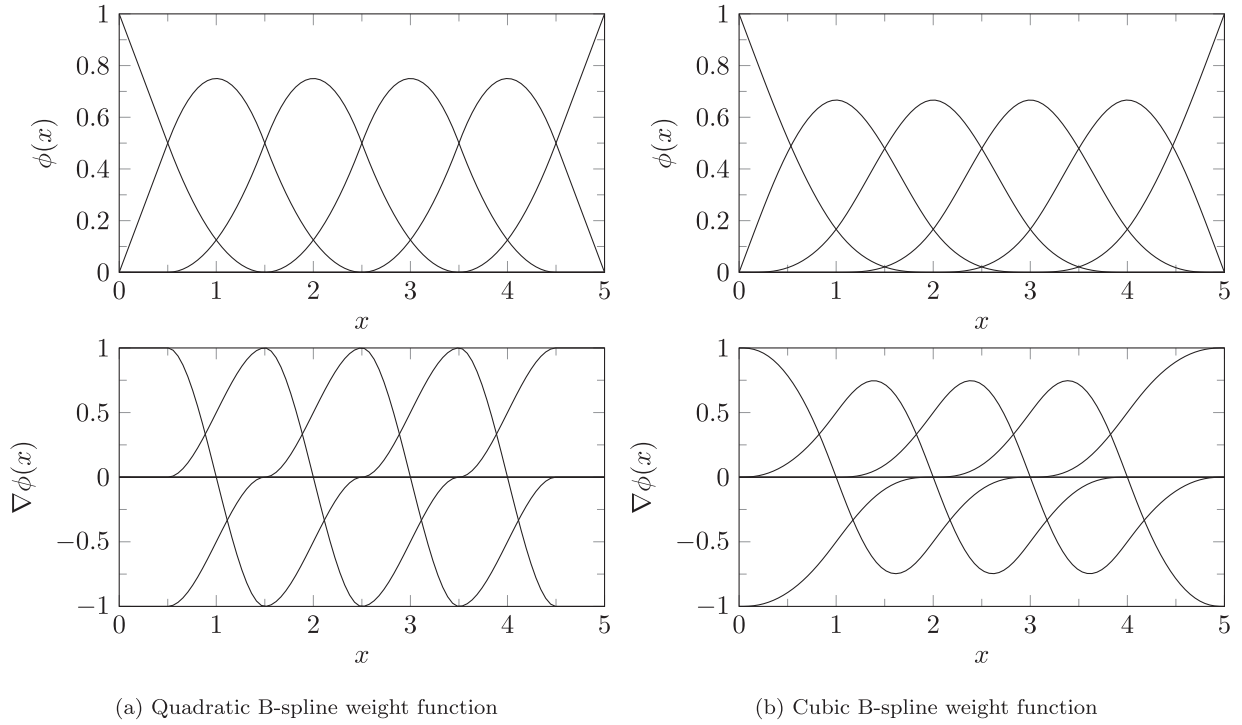 1
0.8
0.6
0.4
0.2
0
ϕ(x)
0 1 2 3 4 5
x
1
0.8
0.6
0.4
0.2
0
ϕ(x)
0 1 2 3 4 5
x
1
0.5
0
−0.5
−1
∇ϕ(x)
0 1 2 3 4 5
x
1
0.5
0
−0.5
−1
∇ϕ(x)
0 1 2 3 4 5
x
(a) Quadratic B-spline weight function
(b) Cubic B-spline weight function